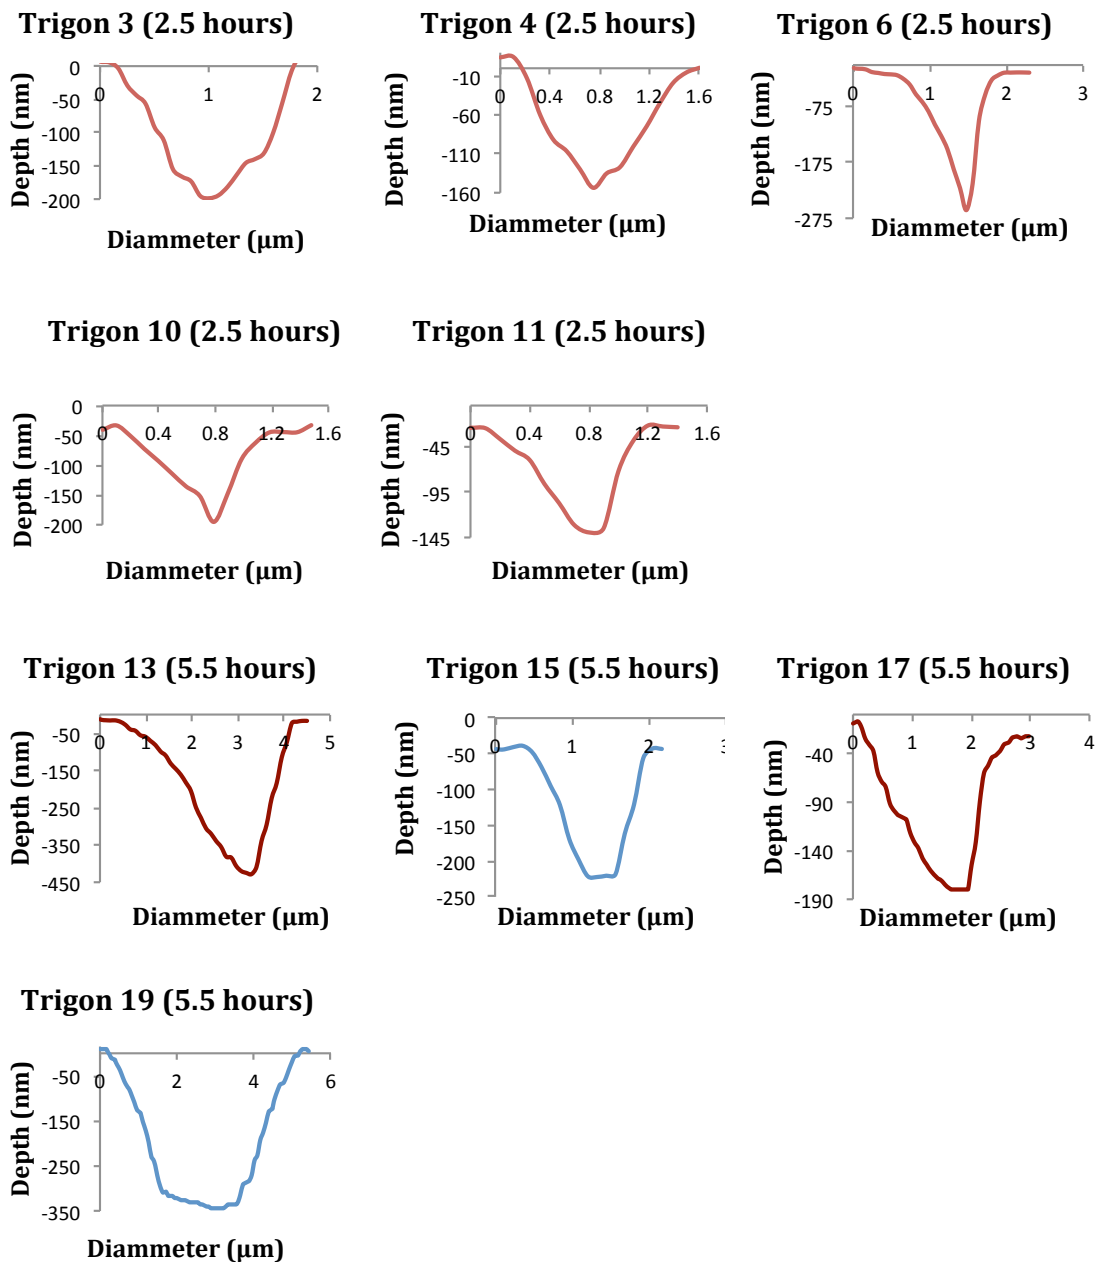 Trigon 3 (2.5 hours)
0
-50
-100
-150
-200
0 1 2
Depth (nm)
Diammeter (μm)
Trigon 4 (2.5 hours)
-10
-60
-110
-160
0 0.4 0.8 1.2 1.6
Depth (nm)
Diammeter (μm)
Trigon 6 (2.5 hours)
-75
-175
-275
0 1 2 3
Depth (nm)
Diammeter (μm)
Trigon 10 (2.5 hours)
0
-50
-100
-150
-200
0 0.4 0.8 1.2 1.6
Depth (nm)
Diammeter (μm)
Trigon 11 (2.5 hours)
-45
-95
-145
0 0.4 0.8 1.2 1.6
Depth (nm)
Diammeter (μm)
Trigon 13 (5.5 hours)
-50
-150
-250
-350
-450
0 1 2 3 4 5
Depth (nm)
Diammeter (μm)
Trigon 15 (5.5 hours)
0
-50
-100
-150
-200
-250
0 1 2 3
Depth (nm)
Diammeter (μm)
Trigon 17 (5.5 hours)
-40
-90
-140
-190
0 1 2 3 4
Depth (nm)
Diammeter (μm)
Trigon 19 (5.5 hours)
-50
-150
-250
-350
0 2 4 6
Depth (nm)
Diammeter (μm)